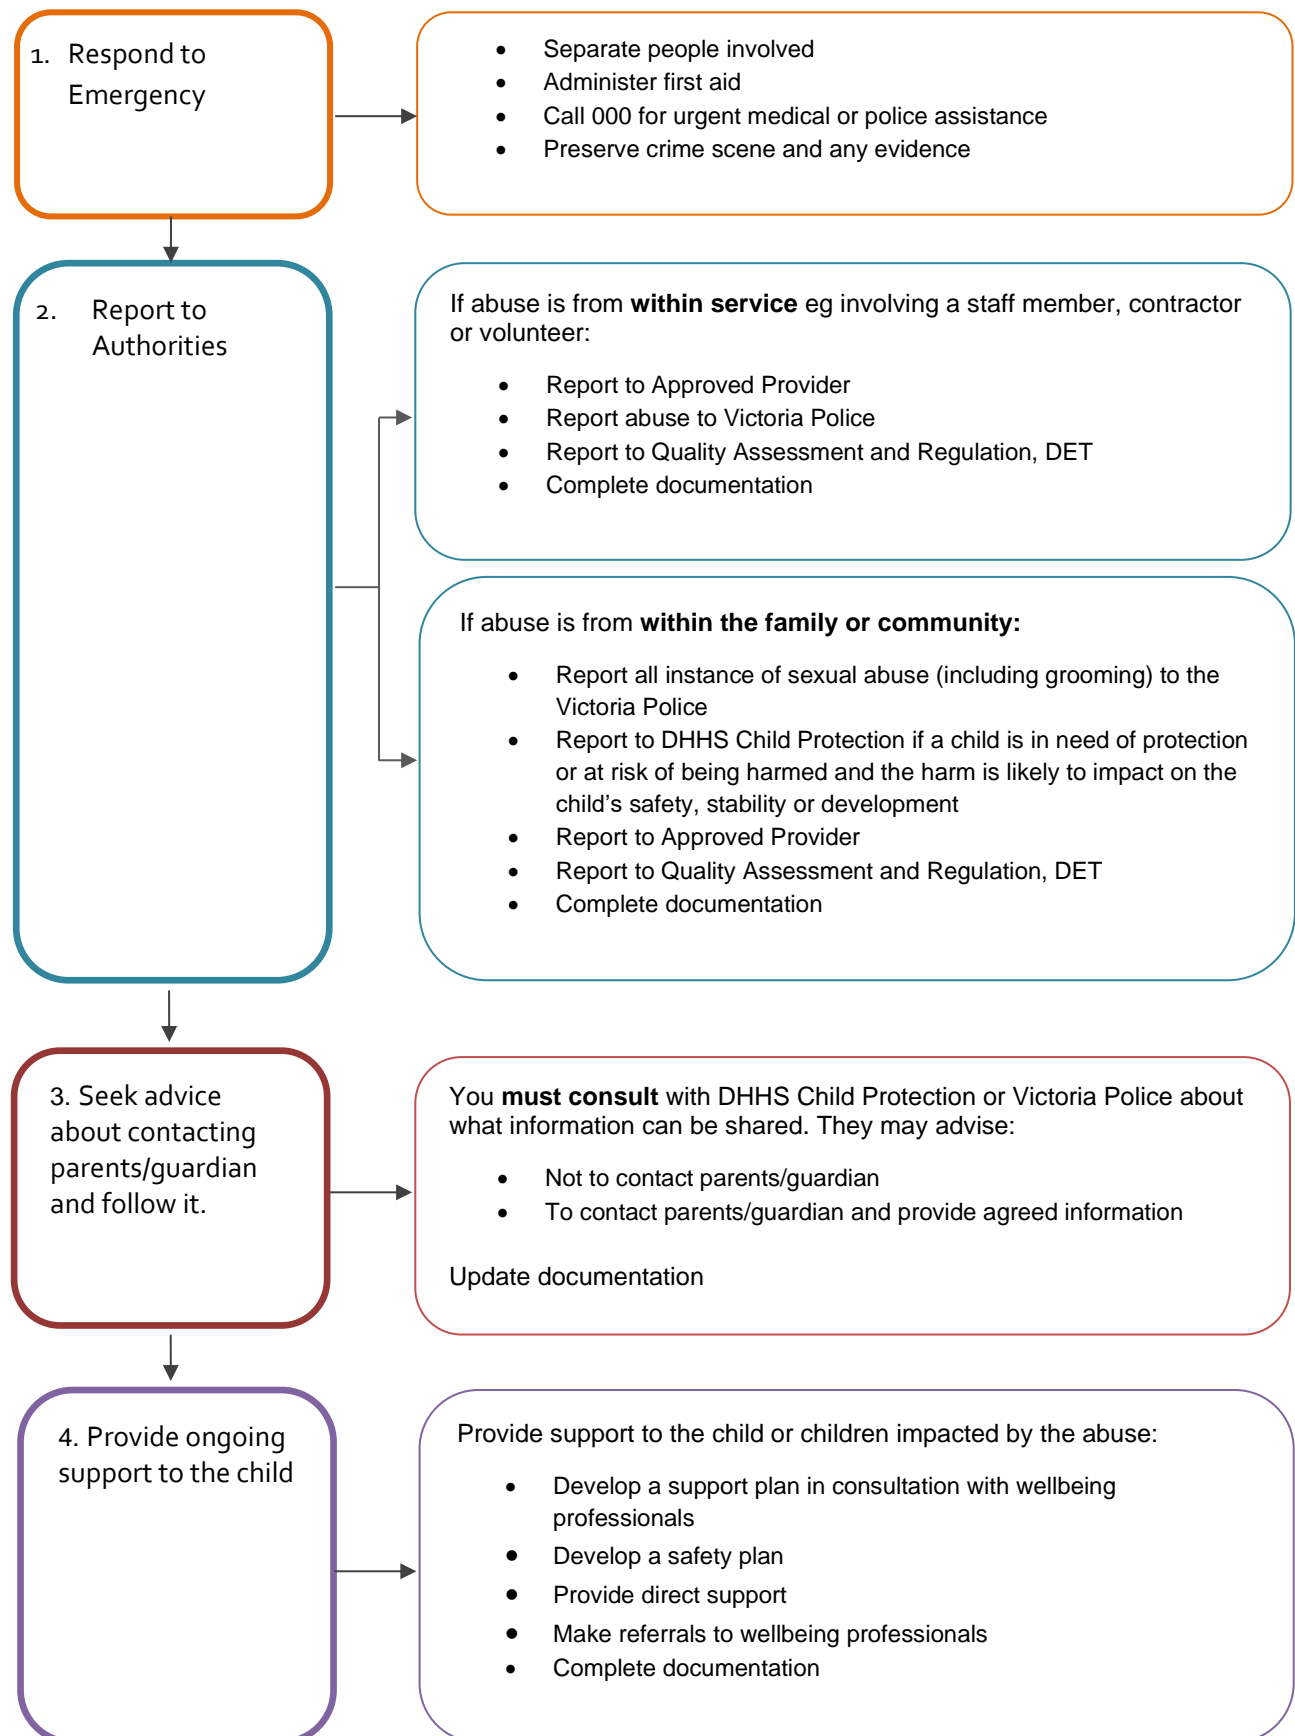 1. Respond to
Emergency
• Separate people involved
• Administer first aid
• Call 000 for urgent medical or police assistance
• Preserve crime scene and any evidence
2. Report to
Authorities
If abuse is from within service eg involving a staff member, contractor
or volunteer:
• Report to Approved Provider
• Report abuse to Victoria Police
• Report to Quality Assessment and Regulation, DET
• Complete documentation
If abuse is from within the family or community:
• Report all instance of sexual abuse (including grooming) to the
Victoria Police
• Report to DHHS Child Protection if a child is in need of protection
or at risk of being harmed and the harm is likely to impact on the
child’s safety, stability or development
• Report to Approved Provider
• Report to Quality Assessment and Regulation, DET
• Complete documentation
3. Seek advice
about contacting
parents/guardian
and follow it.
You must consult with DHHS Child Protection or Victoria Police about
what information can be shared. They may advise:
• Not to contact parents/guardian
• To contact parents/guardian and provide agreed information
Update documentation
4. Provide ongoing
support to the child
Provide support to the child or children impacted by the abuse:
• Develop a support plan in consultation with wellbeing
professionals
• Develop a safety plan
• Provide direct support
• Make referrals to wellbeing professionals
• Complete documentation